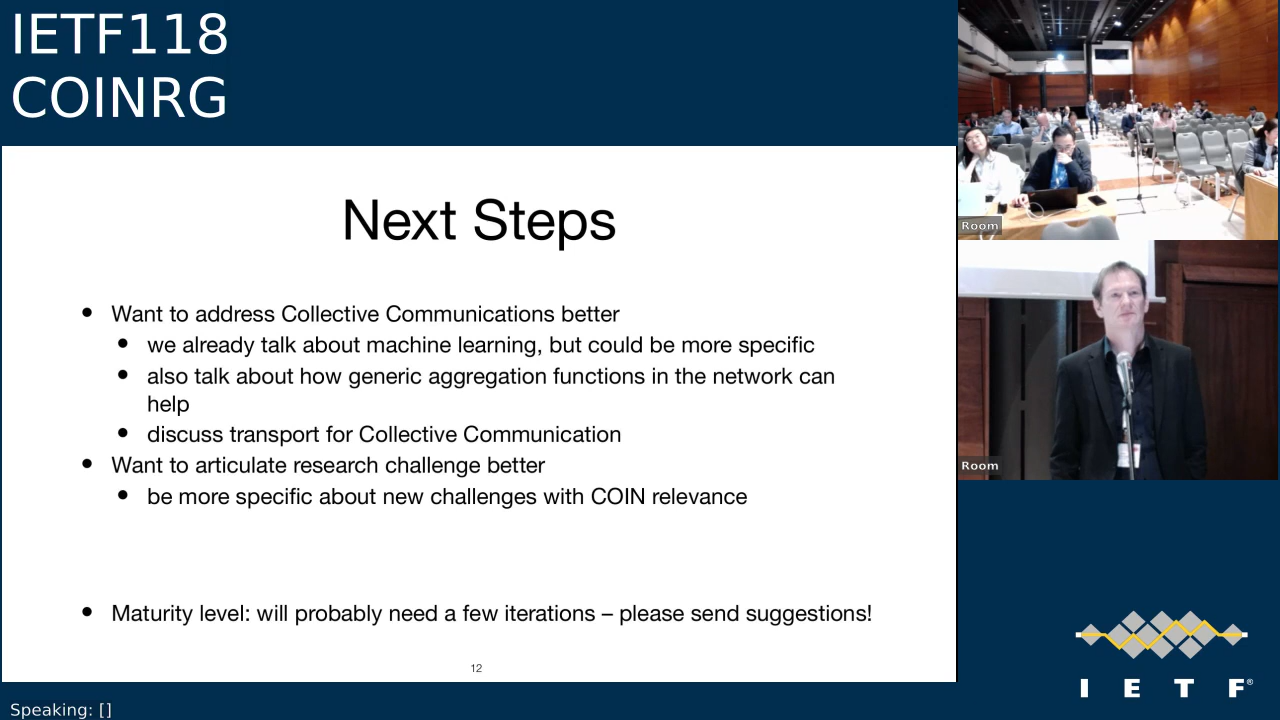 IETF118
COINRG
Next Steps
• Want to address Collective Communications better
• we already talk about machine learning, but could be more specific
• also talk about how generic aggregation functions in the network can
help
• discuss transport for Collective Communication
• Want to articulate research challenge better
• be more specific about new challenges with COIN relevance
• Maturity level: will probably need a few iterations – please send suggestions!
12
Room
Room
I E T F®
Speaking: []